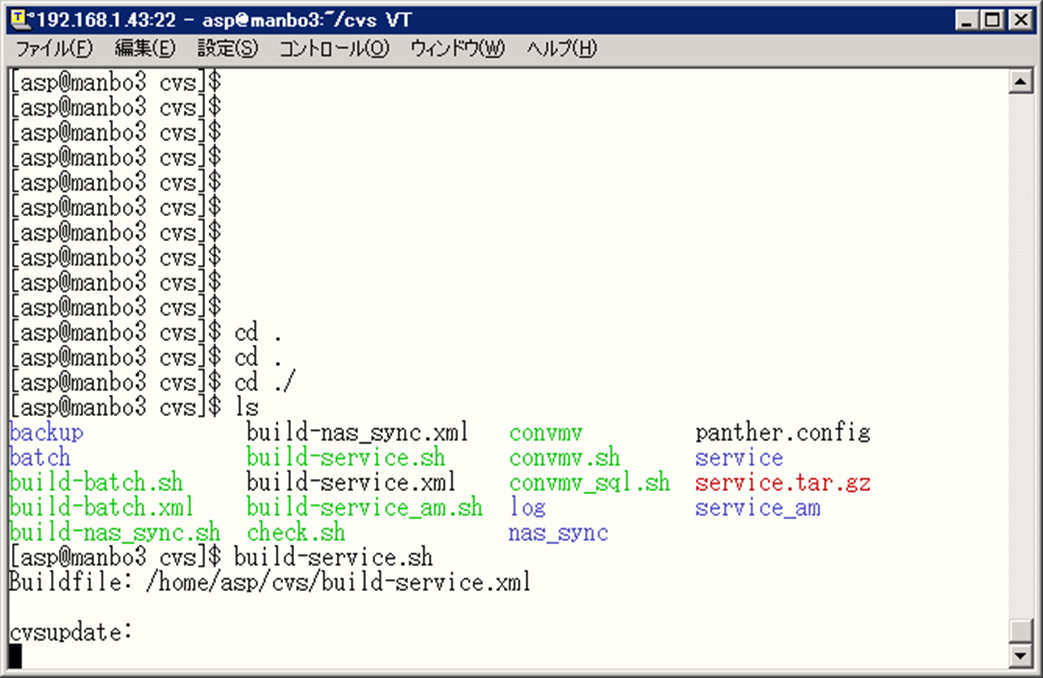 192.168.1.43:22 - asp@manbo3:~/cvs VT
ファイル(F) 編集(E) 設定(S) コントロール(O) ウィンドウ(W) ヘルプ(H)
[asp@manbo3 cvs]$
[asp@manbo3 cvs]$
[asp@manbo3 cvs]$
[asp@manbo3 cvs]$
[asp@manbo3 cvs]$
[asp@manbo3 cvs]$
[asp@manbo3 cvs]$
[asp@manbo3 cvs]$
[asp@manbo3 cvs]$
[asp@manbo3 cvs]$
[asp@manbo3 cvs]$ cd .
[asp@manbo3 cvs]$ cd .
[asp@manbo3 cvs]$ cd ./
[asp@manbo3 cvs]$ ls
backup build-nas_sync.xml convmv panther.config
batch build-service.sh convmv.sh service
build-batch.sh build-service.xml convmv_sql.sh service.tar.gz
build-batch.xml build-service_am.sh log service_am
build-nas_sync.sh check.sh nas_sync
[asp@manbo3 cvs]$ build-service.sh
Buildfile: /home/asp/cvs/build-service.xml
cvsupdate: